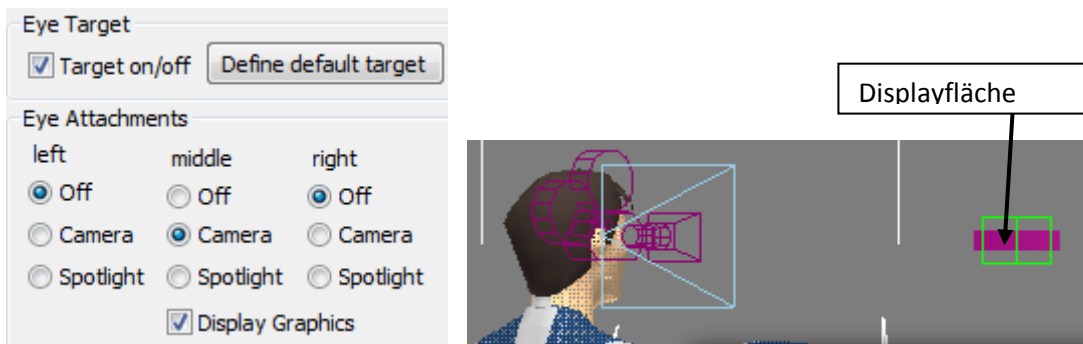 Eye Target
Target on/off Define default target
Eye Attachments
left middle right
Off Off Off
Camera Camera Camera
Spotlight Spotlight Spotlight
Display Graphics
Displayfläche